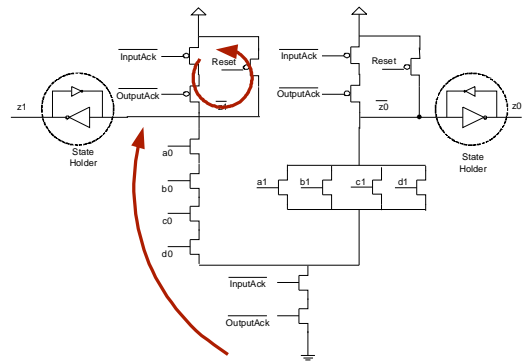 InputAck
InputAck
Reset
Reset
OutputAck
OutputAck
z1
z1
z0
z0
State
Holder
State
Holder
a0
b0
c0
d0
a1
b1
c1
d1
InputAck
OutputAck